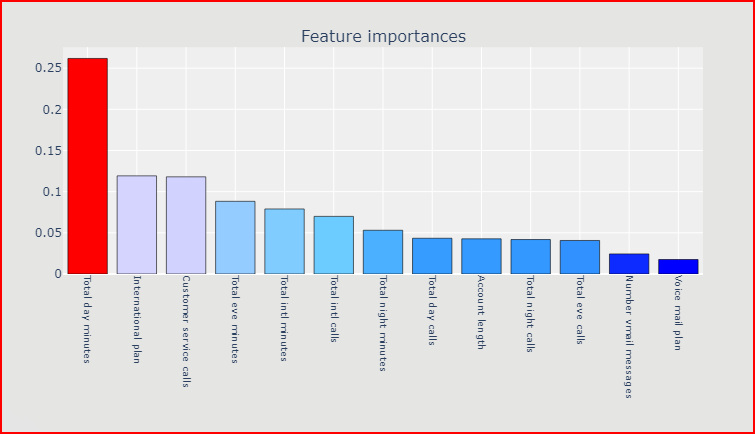 Feature importances
0.25
0.2
0.15
0.1
0.05
0
Total day minutes
International plan
Customer service calls
Total eve minutes
Total intl minutes
Total intl calls
Total night minutes
Total day calls
Account length
Total night calls
Total eve calls
Number vmail messages
Voice mail plan